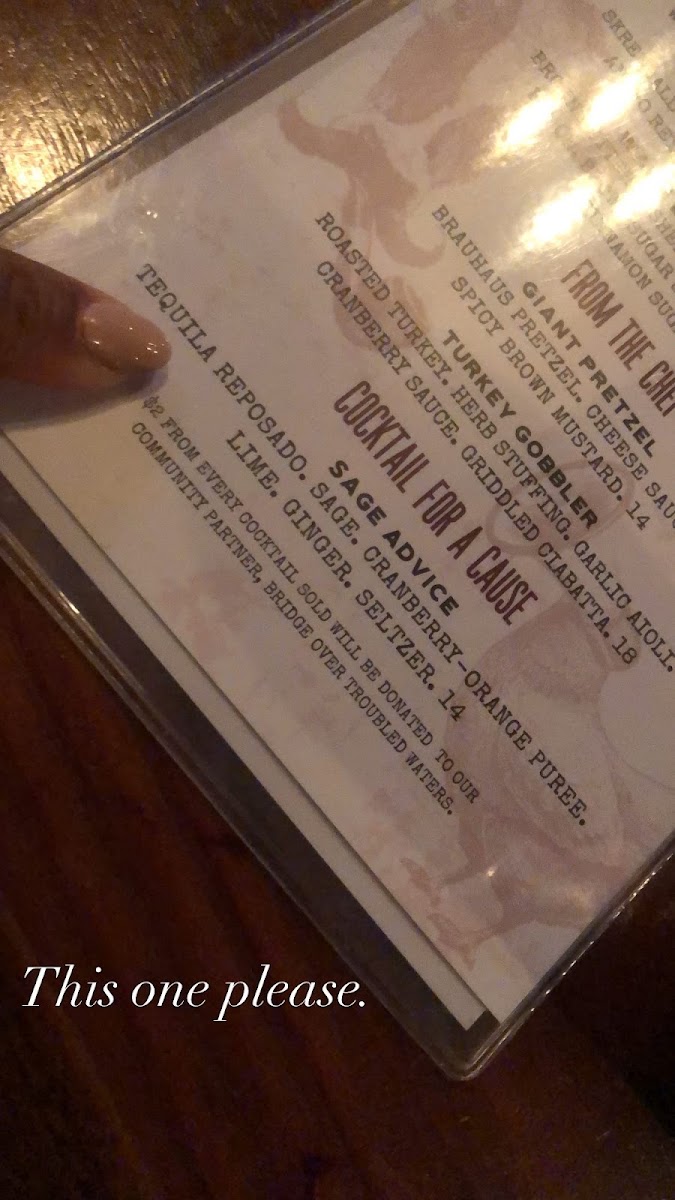 FROM THE CHEF
GIANT PRETZEL
BRAUHAUS PRETZEL. CHEESE
SPICY BROWN MUSTARD. 14
TURKEY GOBBLER
ROASTED TURKEY. HERB STUFFING. GARLIC AIOLI.
CRANBERRY SAUCE. GRIDDLED CIABATTA. 18
COCKTAIL FOR A CAUSE
SAGE ADVICE
TEQUILA REPOSADO. SAGE. CRANBERRY-ORANGE PUREE.
LIME. GINGER. SELTZER. 14
$2 FROM EVERY COCKTAIL SOLD WILL BE DONATED TO OUR
COMMUNITY PARTNER, BRIDGE OVER TROUBLED WATERS.
This one please.